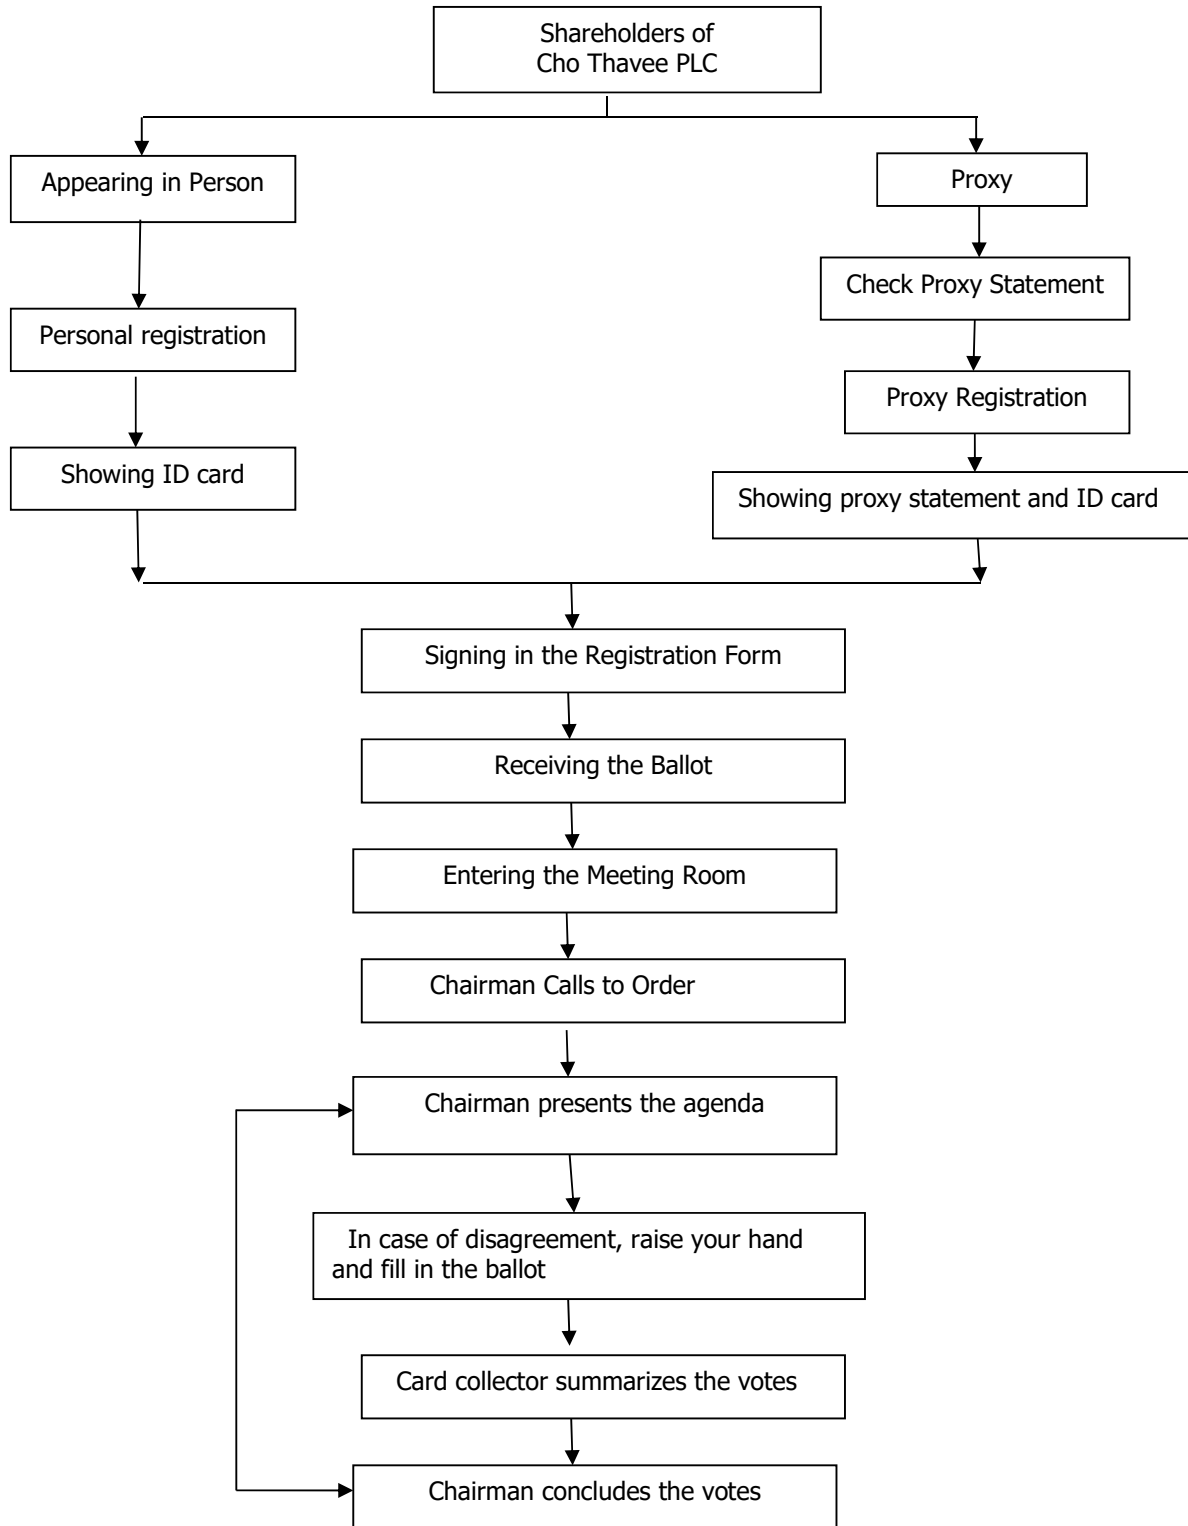 Shareholders of
Cho Thavee PLC
Appearing in Person
Proxy
Check Proxy Statement
Personal registration
Proxy Registration
Showing ID card
Showing proxy statement and ID card
Signing in the Registration Form
Receiving the Ballot
Entering the Meeting Room
Chairman Calls to Order
Chairman presents the agenda
In case of disagreement, raise your hand
and fill in the ballot
Card collector summarizes the votes
Chairman concludes the votes